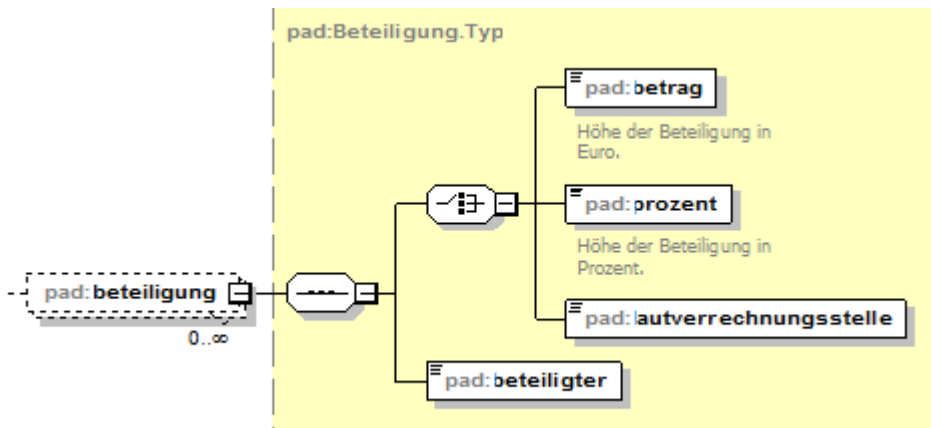 pad:Beteiligung.Typ
pad:betrag
Höhe der Beteiligung in
Euro.
pad:prozent
Höhe der Beteiligung in
Prozent.
pad:beteiligung
0..∞
pad:lautverrechnungsstelle
pad:beteiligter